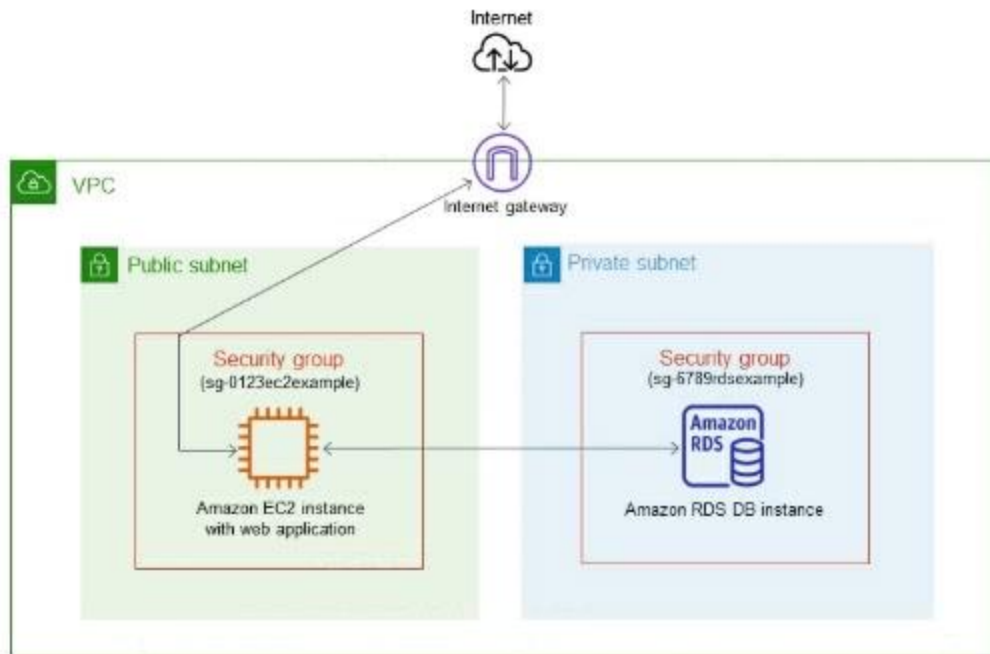 Internet
VPC
Internet gateway
Public subnet
Private subnet
Security group
(sg-0123ec2example)
Amazon EC2 instance
with web application
Security group
(sg-6789rdsexample)
Amazon
RDS
Amazon RDS DB instance